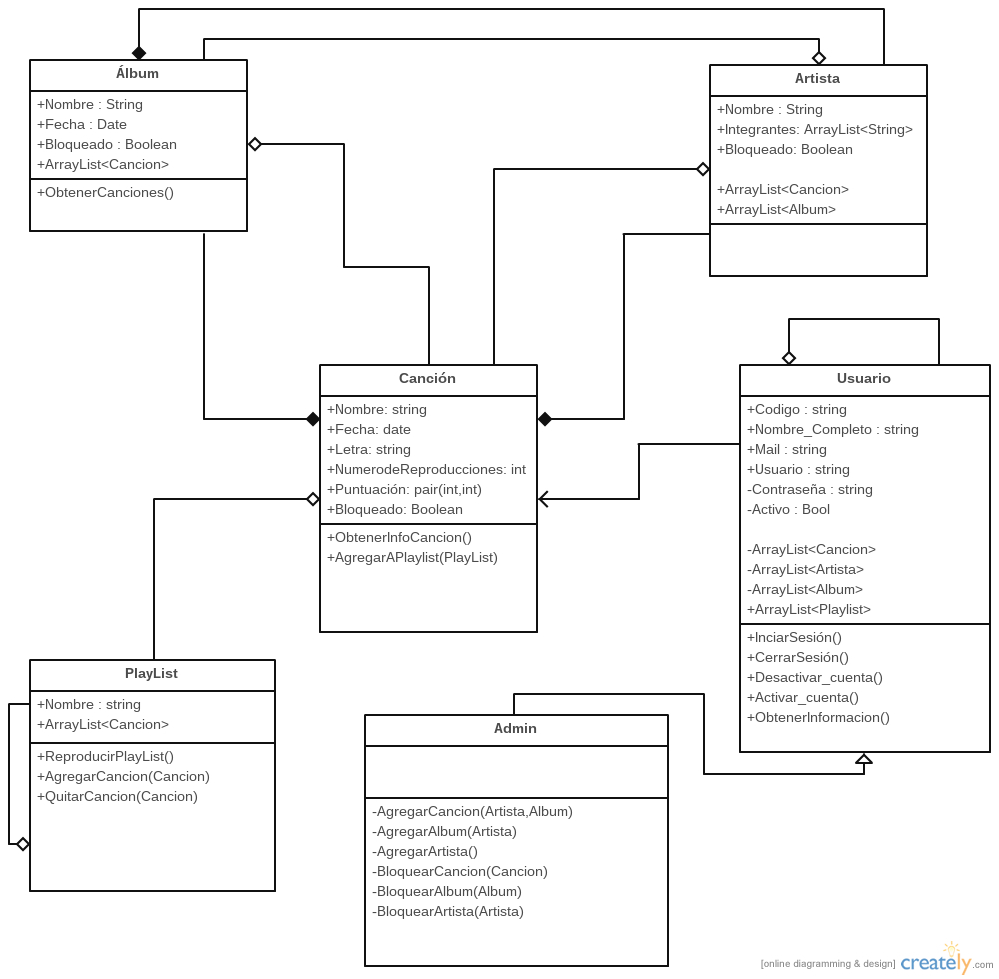 Álbum
+Nombre : String
+Fecha : Date
+Bloqueado : Boolean
+ArrayList<Cancion>
+ObtenerCanciones()
Artista
+Nombre : String
+Integrantes: ArrayList<String>
+Bloqueado: Boolean
+ArrayList<Cancion>
+ArrayList<Album>
Canción
+Nombre: string
+Fecha: date
+Letra: string
+NumerodeReproducciones: int
+Puntuación: pair(int,int)
+Bloqueado: Boolean
+ObtenerInfoCancion()
+AgregarAPlaylist(PlayList)
Usuario
+Codigo : string
+Nombre_Completo : string
+Mail : string
+Usuario : string
-Contraseña : string
-Activo : Bool
-ArrayList<Cancion>
-ArrayList<Artista>
-ArrayList<Album>
+ArrayList<Playlist>
+InciarSesión()
+CerrarSesión()
+Desactivar_cuenta()
+Activar_cuenta()
+ObtenerInformacion()
PlayList
+Nombre : string
+ArrayList<Cancion>
+ReproducirPlayList()
+AgregarCancion(Cancion)
+QuitarCancion(Cancion)
Admin
-AgregarCancion(Artista,Album)
-AgregarAlbum(Artista)
-AgregarArtista()
-BloquearCancion(Cancion)
-BloquearAlbum(Album)
-BloquearArtista(Artista)
[online diagramming & design] creately.com